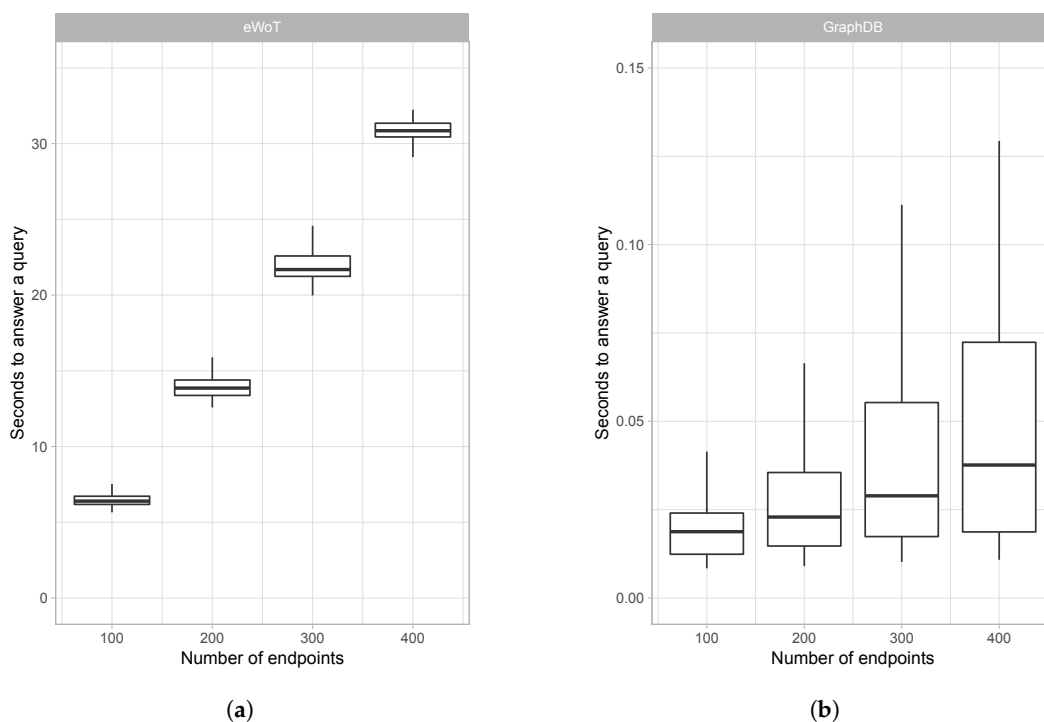 eWoT
30
20
10
0
Seconds to answer a query
100 200 300 400
Number of endpoints
(a)
GraphDB
0.15
0.10
0.05
0.00
Seconds to answer a query
100 200 300 400
Number of endpoints
(b)